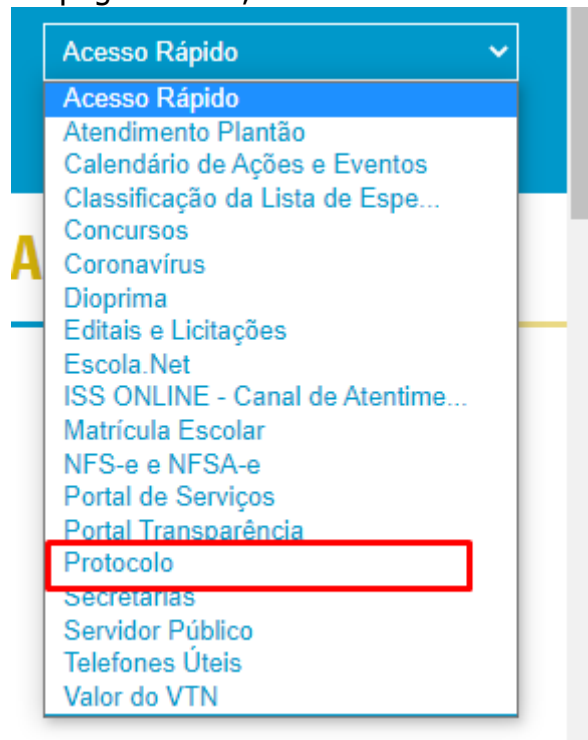 Acesso Rápido
Acesso Rápido
Atendimento Plantão
Calendário de Ações e Eventos
Classificação da Lista de Espe...
Concursos
Coronavírus
Dioprima
Editais e Licitações
Escola.Net
ISS ONLINE - Canal de Atentime...
Matrícula Escolar
NFS-e e NFSA-e
Portal de Serviços
Portal Transparência
Protocolo
Secretarias
Servidor Público
Telefones Úteis
Valor do VTN
A